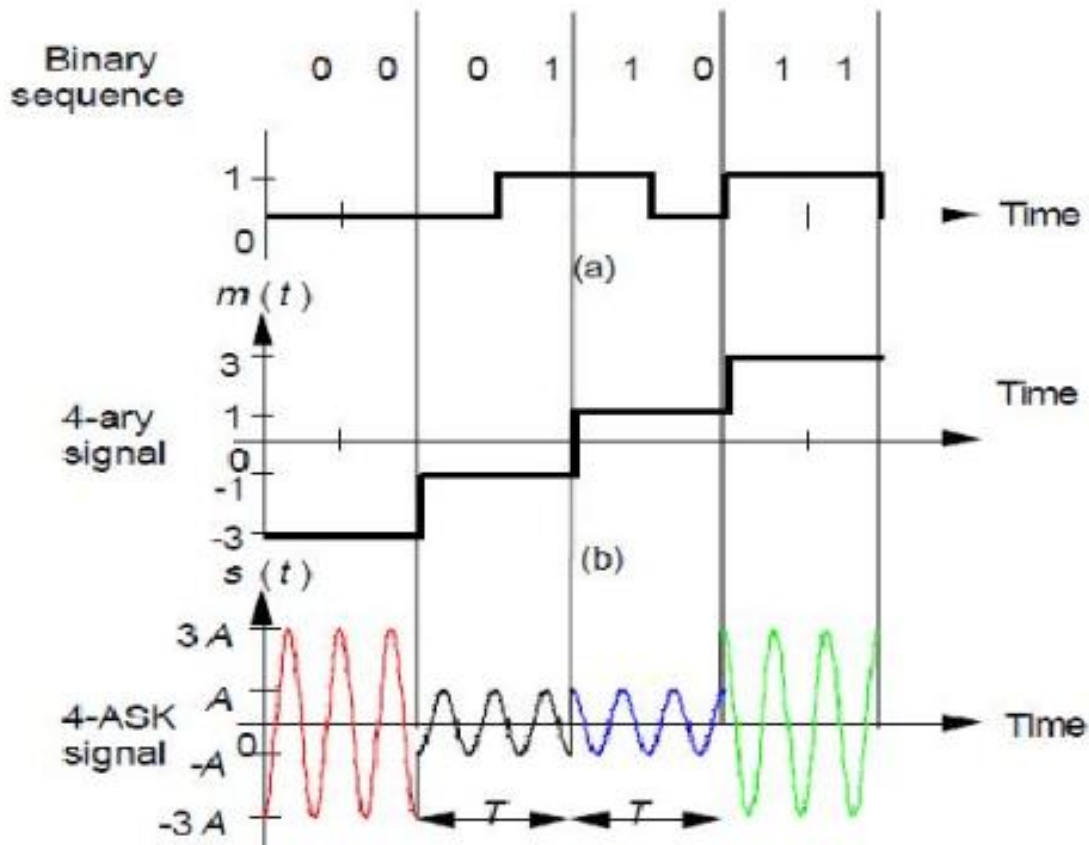 Binary
sequence
0 0 0 1 1 0 1 1
1
0
Time
(a)
m (t)
3
1
0
-1
-3
4-ary
signal
Time
(b)
s (t)
3 A
A
0
-A
-3 A
4-ASK
signal
Time
T T